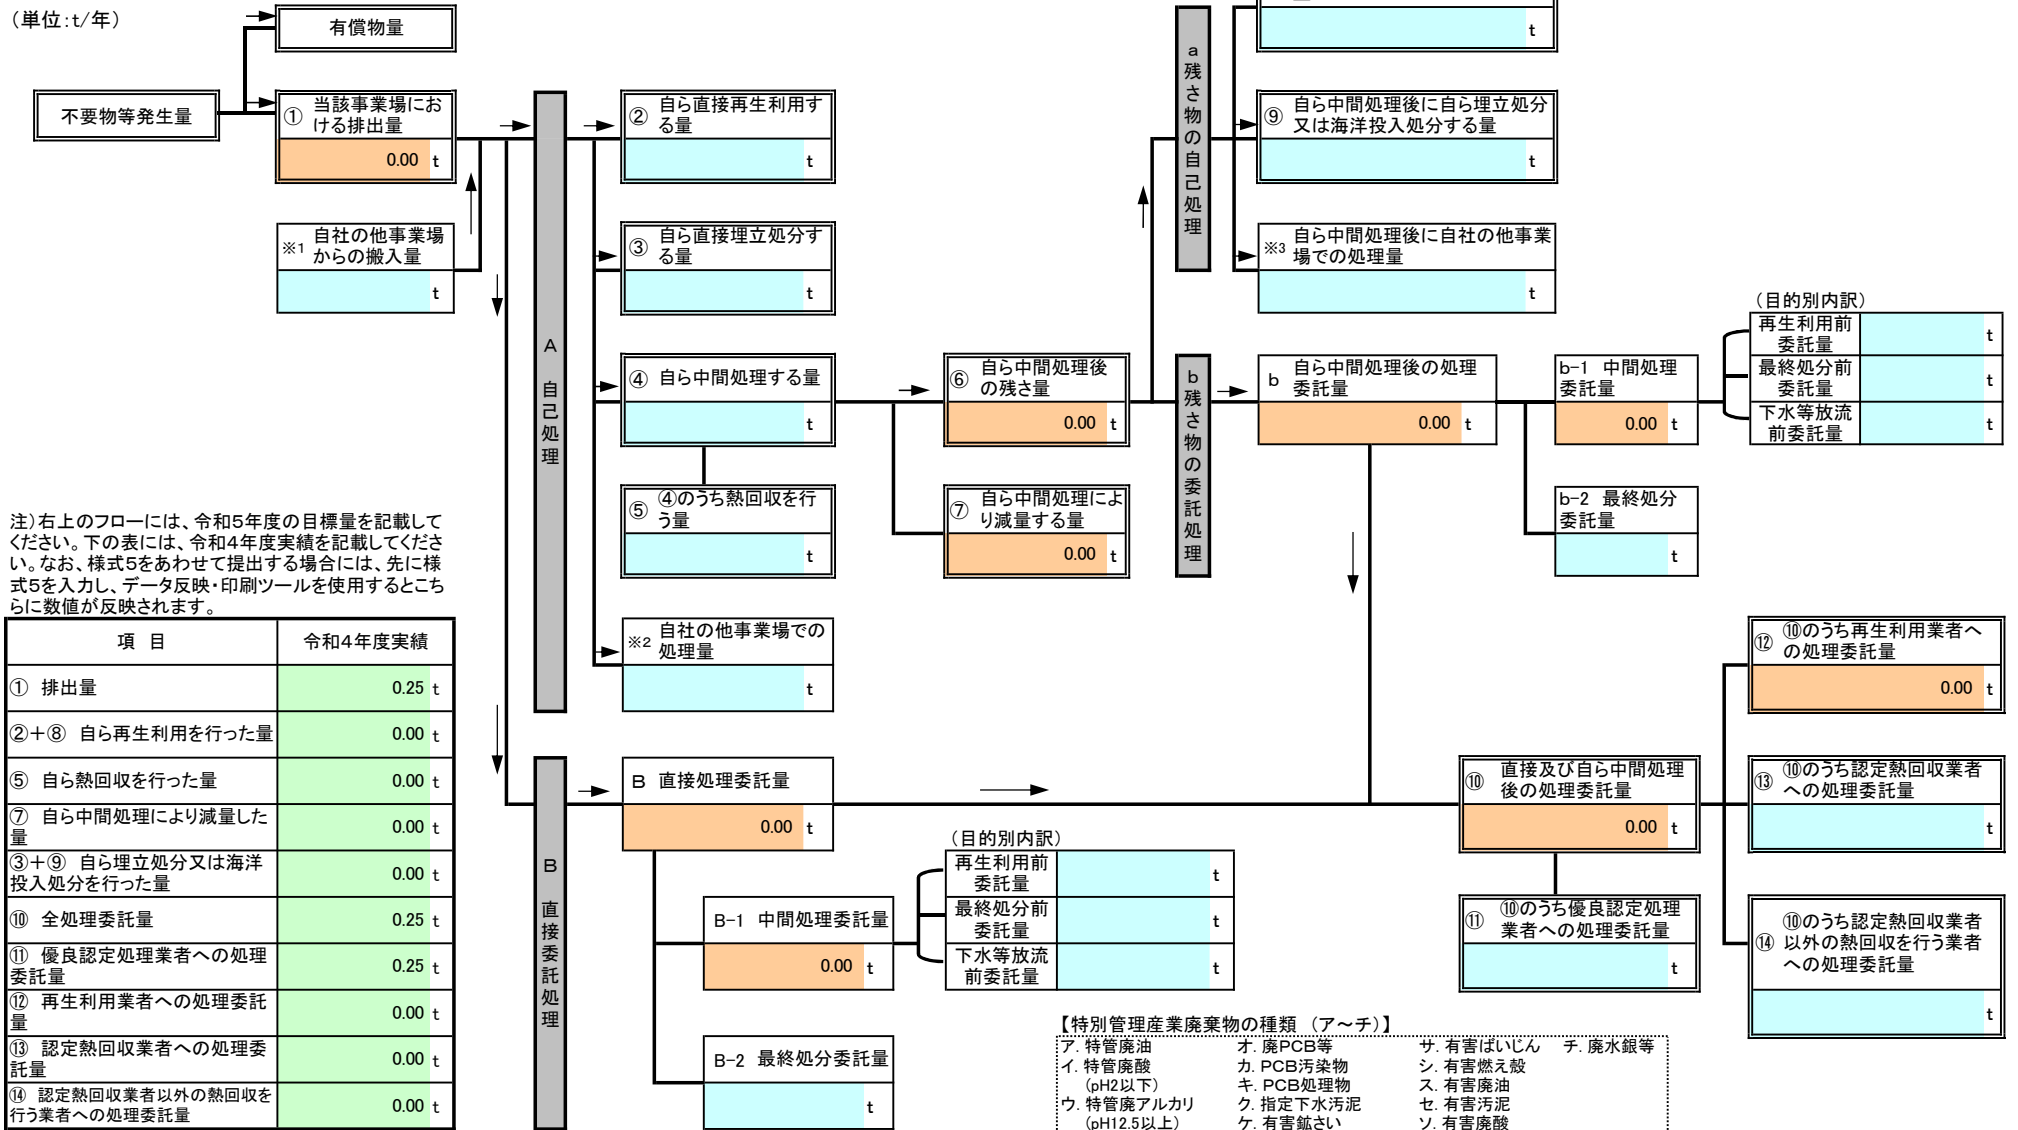 （単位:t/年）
有償物量
不要物等発生量
① 当該事業場にお
ける排出量
0.00 t
※1 自社の他事業場
からの搬入量
t
A 自己処理
② 自ら直接再生利用す
る量
t
③ 自ら直接埋立処分す
る量
t
④ 自ら中間処理する量
t
⑤ ④のうち熱回収を行
う量
t
※2 自社の他事業場での
処理量
t
⑥ 自ら中間処理後
の残さ量
0.00 t
⑦ 自ら中間処理によ
り減量する量
0.00 t
a 残さ物の自己処理
t
⑨ 自ら中間処理後に自ら埋立処分
又は海洋投入処分する量
t
※3 自ら中間処理後に自社の他事業
場での処理量
t
b 残さ物の委託処理
b 自ら中間処理後の処理
委託量
0.00 t
b-1 中間処理
委託量
0.00 t
b-2 最終処分
委託量
t
（目的別内訳）
再生利用前
委託量
t
最終処分前
委託量
t
下水等放流
前委託量
t
注）右上のフローには、令和5年度の目標量を記載して
ください。下の表には、令和4年度実績を記載してくださ
い。なお、様式5をあわせて提出する場合には、先に様
式5を入力し、データ反映・印刷ツールを使用するとこち
らに数値が反映されます。
項 目 令和4年度実績
① 排出量 0.25 t
②＋⑧ 自ら再生利用を行った量 0.00 t
⑤ 自ら熱回収を行った量 0.00 t
⑦ 自ら中間処理により減量した
量 0.00 t
③＋⑨ 自ら埋立処分又は海洋
投入処分を行った量 0.00 t
⑩ 全処理委託量 0.25 t
⑪ 優良認定処理業者への処理
委託量 0.25 t
⑫ 再生利用業者への処理委託
量 0.00 t
⑬ 認定熱回収業者への処理委
託量 0.00 t
⑭ 認定熱回収業者以外の熱回収を
行う業者への処理委託量 0.00 t
B 直接委託処理
B 直接処理委託量
0.00 t
B-1 中間処理委託量
0.00 t
B-2 最終処分委託量
t
（目的別内訳）
再生利用前
委託量
t
最終処分前
委託量
t
下水等放流
前委託量
t
⑩ 直接及び自ら中間処理
後の処理委託量
0.00 t
⑪ ⑩のうち優良認定処理
業者への処理委託量
t
⑫ ⑩のうち再生利用業者へ
の処理委託量
0.00 t
⑬ ⑩のうち認定熱回収業者
への処理委託量
t
⑭ ⑩のうち認定熱回収業者
以外の熱回収を行う業者
への処理委託量
t
【特別管理産業廃棄物の種類 （ア～チ）】
ア. 特管廃油 オ. 廃PCB等 サ. 有害ばいじん チ. 廃水銀等
イ. 特管廃酸 カ. PCB汚染物 シ. 有害燃え殻
（pH2以下） キ. PCB処理物 ス. 有害廃油
ウ. 特管廃アルカリ ク. 指定下水汚泥 セ. 有害汚泥
（pH12.5以上） ケ. 有害鉱さい ソ. 有害廃酸